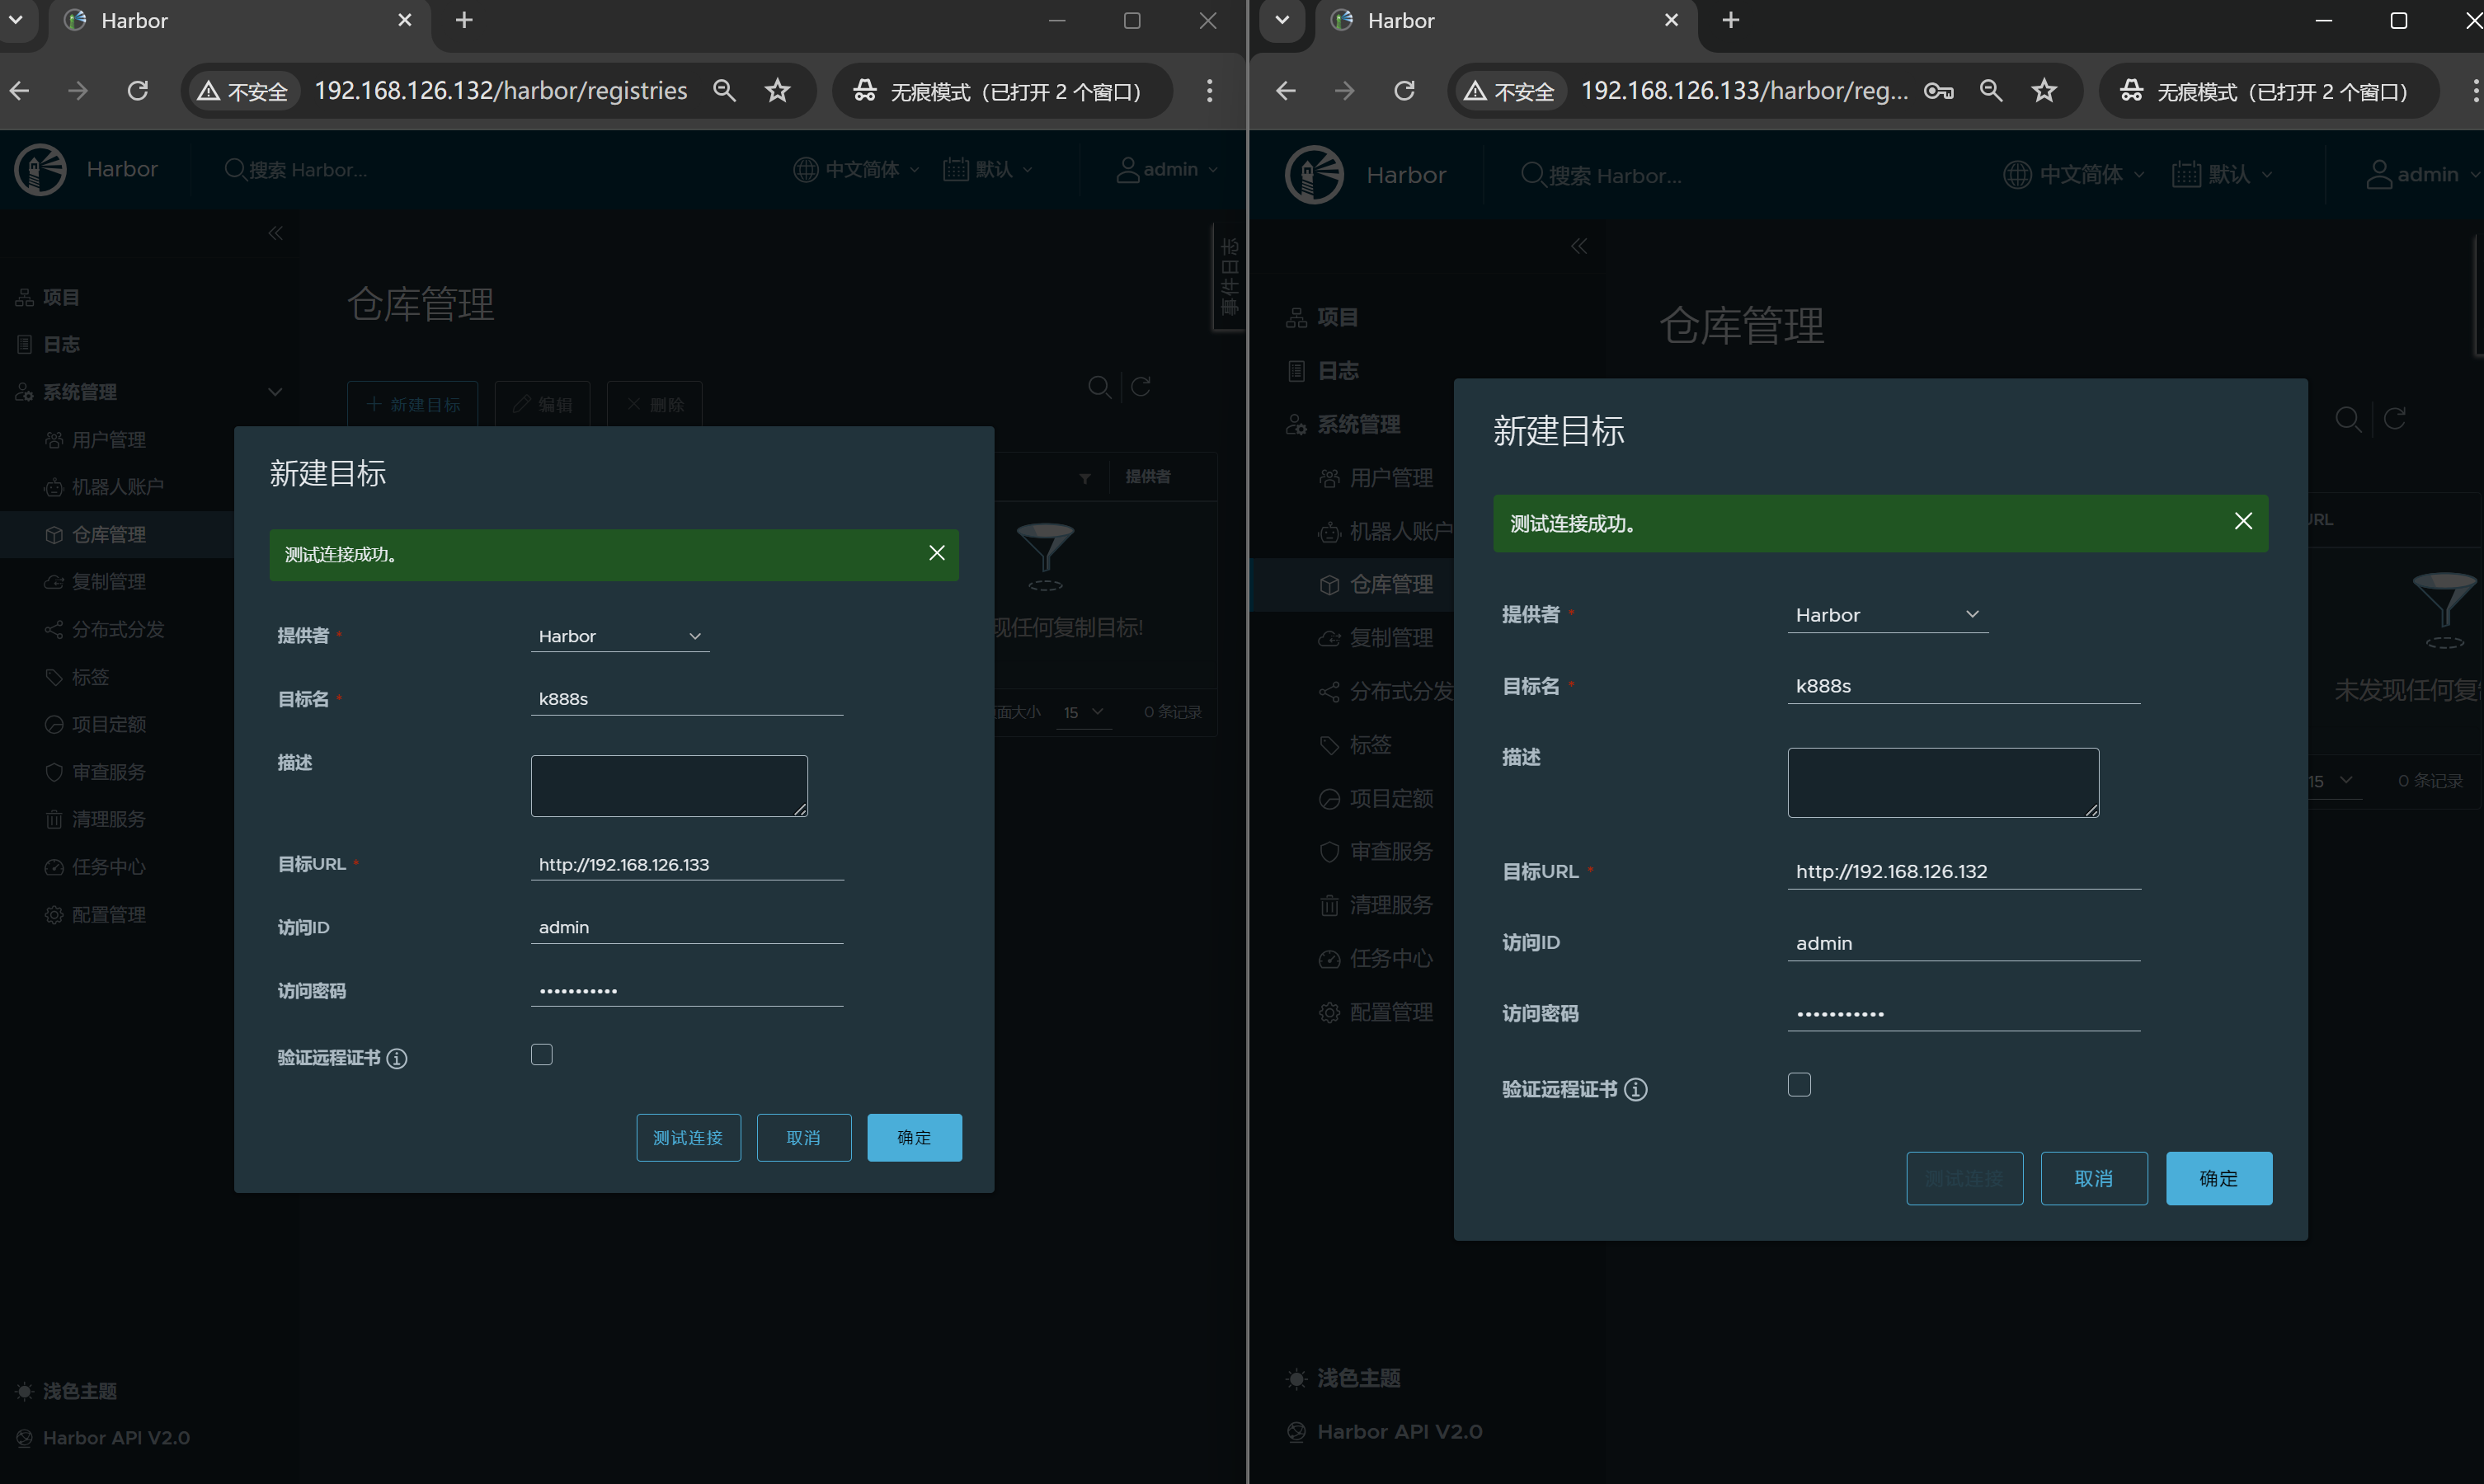 Harbor
不安全
192.168.126.132/harbor/registries
无痕模式（已打开 2 个窗口）
Harbor
搜索 Harbor...
中文简体
默认
admin
事件日志
项目
日志
系统管理
用户管理
机器人账户
仓库管理
复制管理
分布式分发
标签
项目定额
审查服务
清理服务
任务中心
配置管理
浅色主题
Harbor API V2.0
仓库管理
新建目标
编辑
删除
提供者
现任何复制目标!
面大小
15
0 条记录
新建目标
测试连接成功。
提供者 *
Harbor
目标名 *
k888s
描述
目标URL *
http://192.168.126.133
访问ID
admin
访问密码
•••••••••••
验证远程证书
测试连接
取消
确定
Harbor
不安全
192.168.126.133/harbor/reg...
无痕模式（已打开 2 个窗口）
Harbor
搜索 Harbor...
中文简体
默认
admin
项目
日志
系统管理
用户管理
机器人账户
仓库管理
复制管理
分布式分发
标签
项目定额
审查服务
清理服务
任务中心
配置管理
浅色主题
Harbor API V2.0
仓库管理
URL
未发现任何复
15
0 条记录
新建目标
测试连接成功。
提供者 *
Harbor
目标名 *
k888s
描述
目标URL *
http://192.168.126.132
访问ID
admin
访问密码
•••••••••••
验证远程证书
测试连接
取消
确定